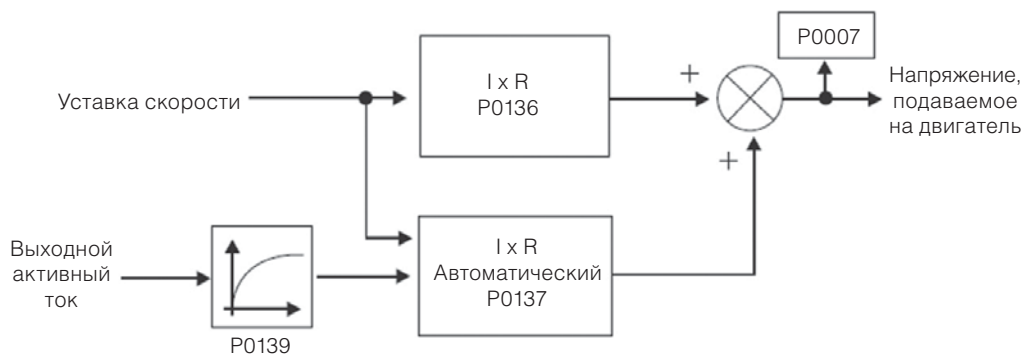 P0007
I x R
P0136
+
Уставка скорости
Напряжение,
подаваемое
на двигатель
+
Выходной
активный
ток
I x R
Автоматический
P0137
P0139